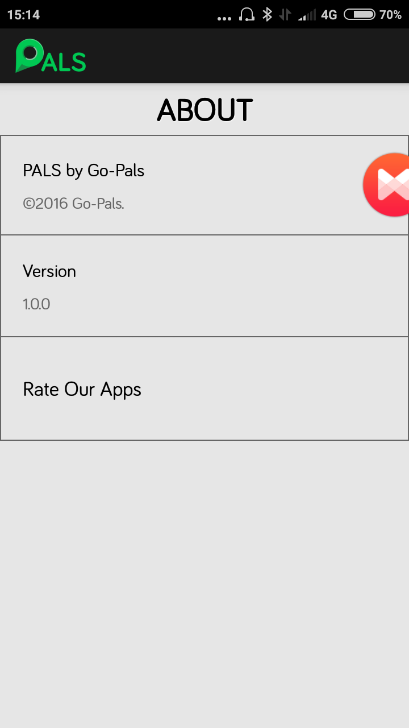 15:14 ... 4G 70%
PALS
ABOUT
PALS by Go-Pals
©2016 Go-Pals.
Version
1.0.0
Rate Our Apps